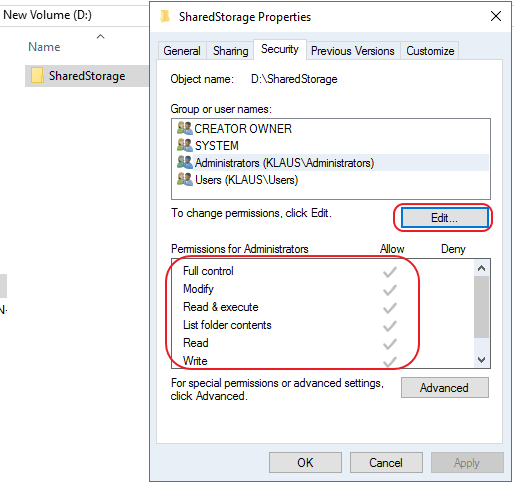 New Volume (D:)
SharedStorage Properties
Name
SharedStorage
General
Sharing
Security
Previous Versions
Customize
Object name: D:\SharedStorage
Group or user names:
CREATOR OWNER
SYSTEM
Administrators (KLAUS\Administrators)
Users (KLAUS\Users)
To change permissions, click Edit.
Edit...
Permissions for Administrators Allow Deny
Full control
Modify
Read & execute
List folder contents
Read
Write
For special permissions or advanced settings,
click Advanced.
Advanced
OK
Cancel
Apply